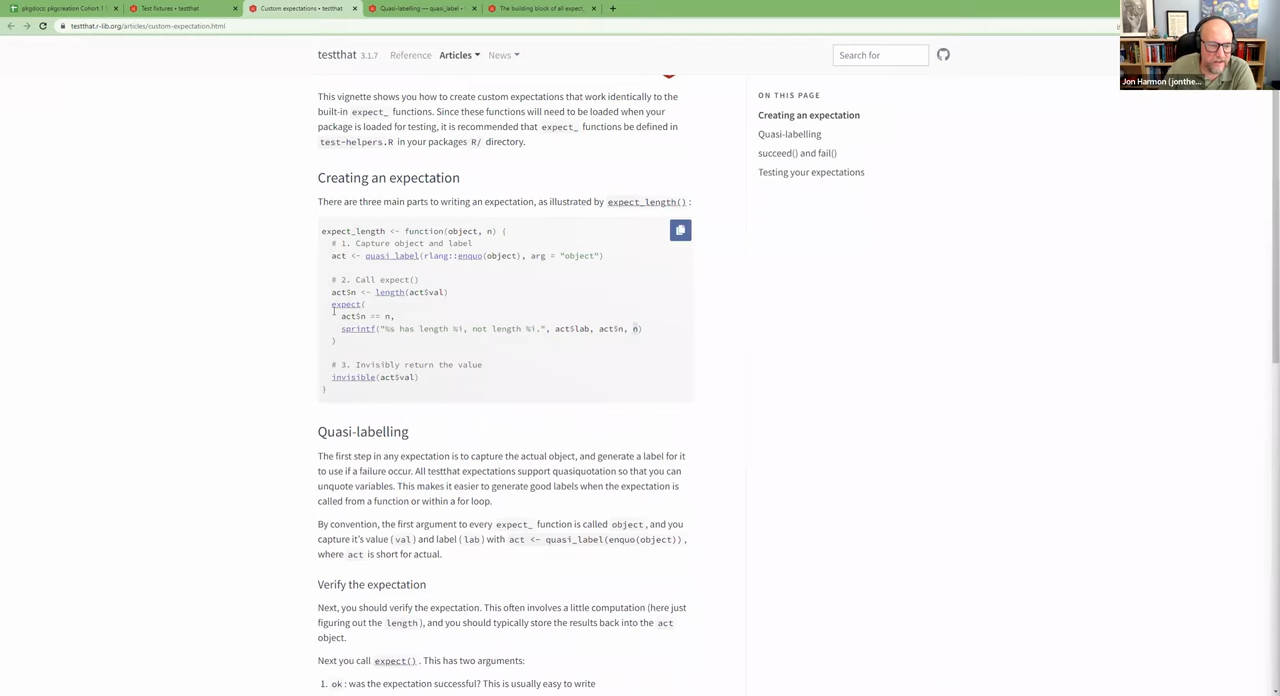 pkgdocs: pkgcreation Cohort 1
Test fixtures • testthat
Custom expectations • testthat
Quasi-labelling — quasi_label •
The building block of all expect_
testthat.r-lib.org/articles/custom-expectation.html
testthat 3.1.7 Reference Articles News
Search for
Jon Harmon (jonthe...
This vignette shows you how to create custom expectations that work identically to the
built-in expect_ functions. Since these functions will need to be loaded when your
package is loaded for testing, it is recommended that expect_ functions be defined in
test-helpers.R in your packages R/ directory.
ON THIS PAGE
Creating an expectation
Quasi-labelling
succeed() and fail()
Testing your expectations
Creating an expectation
There are three main parts to writing an expectation, as illustrated by expect_length() :
expect_length <- function(object, n) {
# 1. Capture object and label
act <- quasi_label(rlang::enquo(object), arg = "object")
# 2. Call expect()
act$n <- length(act$val)
expect(
act$n == n,
sprintf("%s has length %i, not length %i.", act$lab, act$n, n)
)
# 3. Invisibly return the value
invisible(act$val)
}
Quasi-labelling
The first step in any expectation is to capture the actual object, and generate a label for it
to use if a failure occur. All testthat expectations support quasiquotation so that you can
unquote variables. This makes it easier to generate good labels when the expectation is
called from a function or within a for loop.
By convention, the first argument to every expect_ function is called object, and you
capture it's value (val) and label (lab) with act <- quasi_label(enquo(object)),
where act is short for actual.
Verify the expectation
Next, you should verify the expectation. This often involves a little computation (here just
figuring out the length), and you should typically store the results back into the act
object.
Next you call expect(). This has two arguments:
1. ok: was the expectation successful? This is usually easy to write